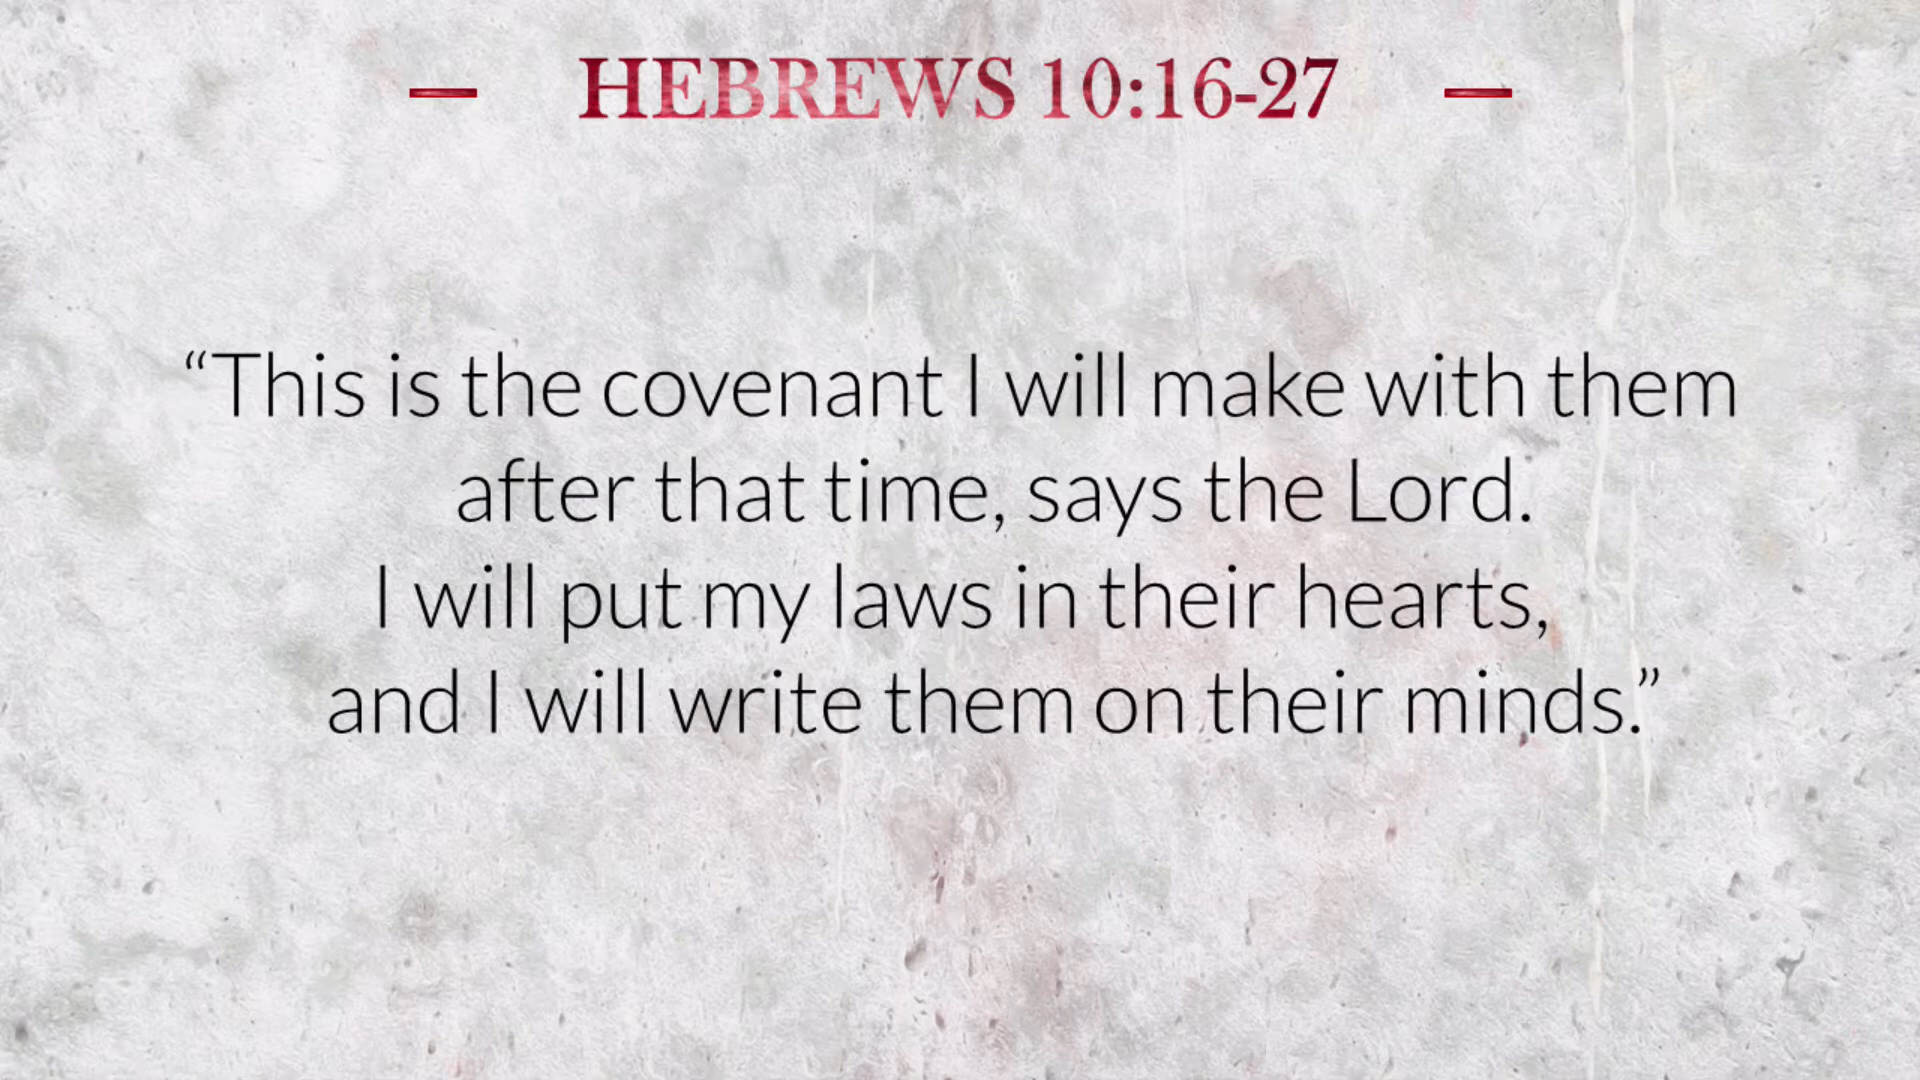 HEBREWS 10:16-27
“This is the covenant I will make with them
after that time, says the Lord.
I will put my laws in their hearts,
and I will write them on their minds.”